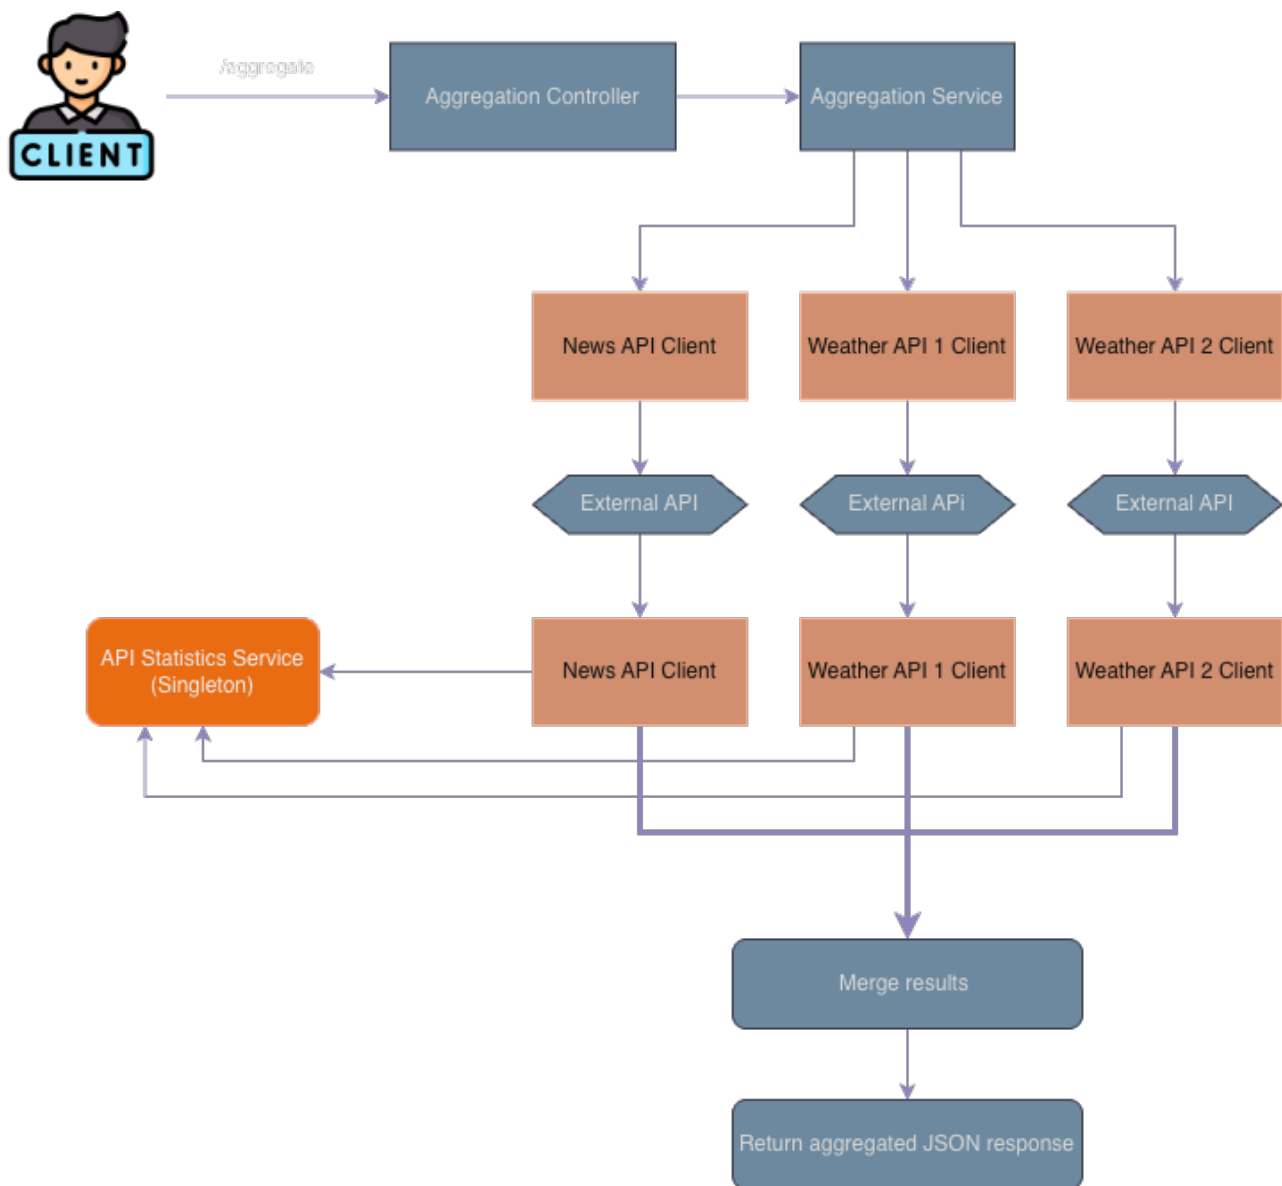 CLIENT
/aggregate
Aggregation Controller
Aggregation Service
News API Client
Weather API 1 Client
Weather API 2 Client
External API
External APi
External API
API Statistics Service
(Singleton)
News API Client
Weather API 1 Client
Weather API 2 Client
Merge results
Return aggregated JSON response